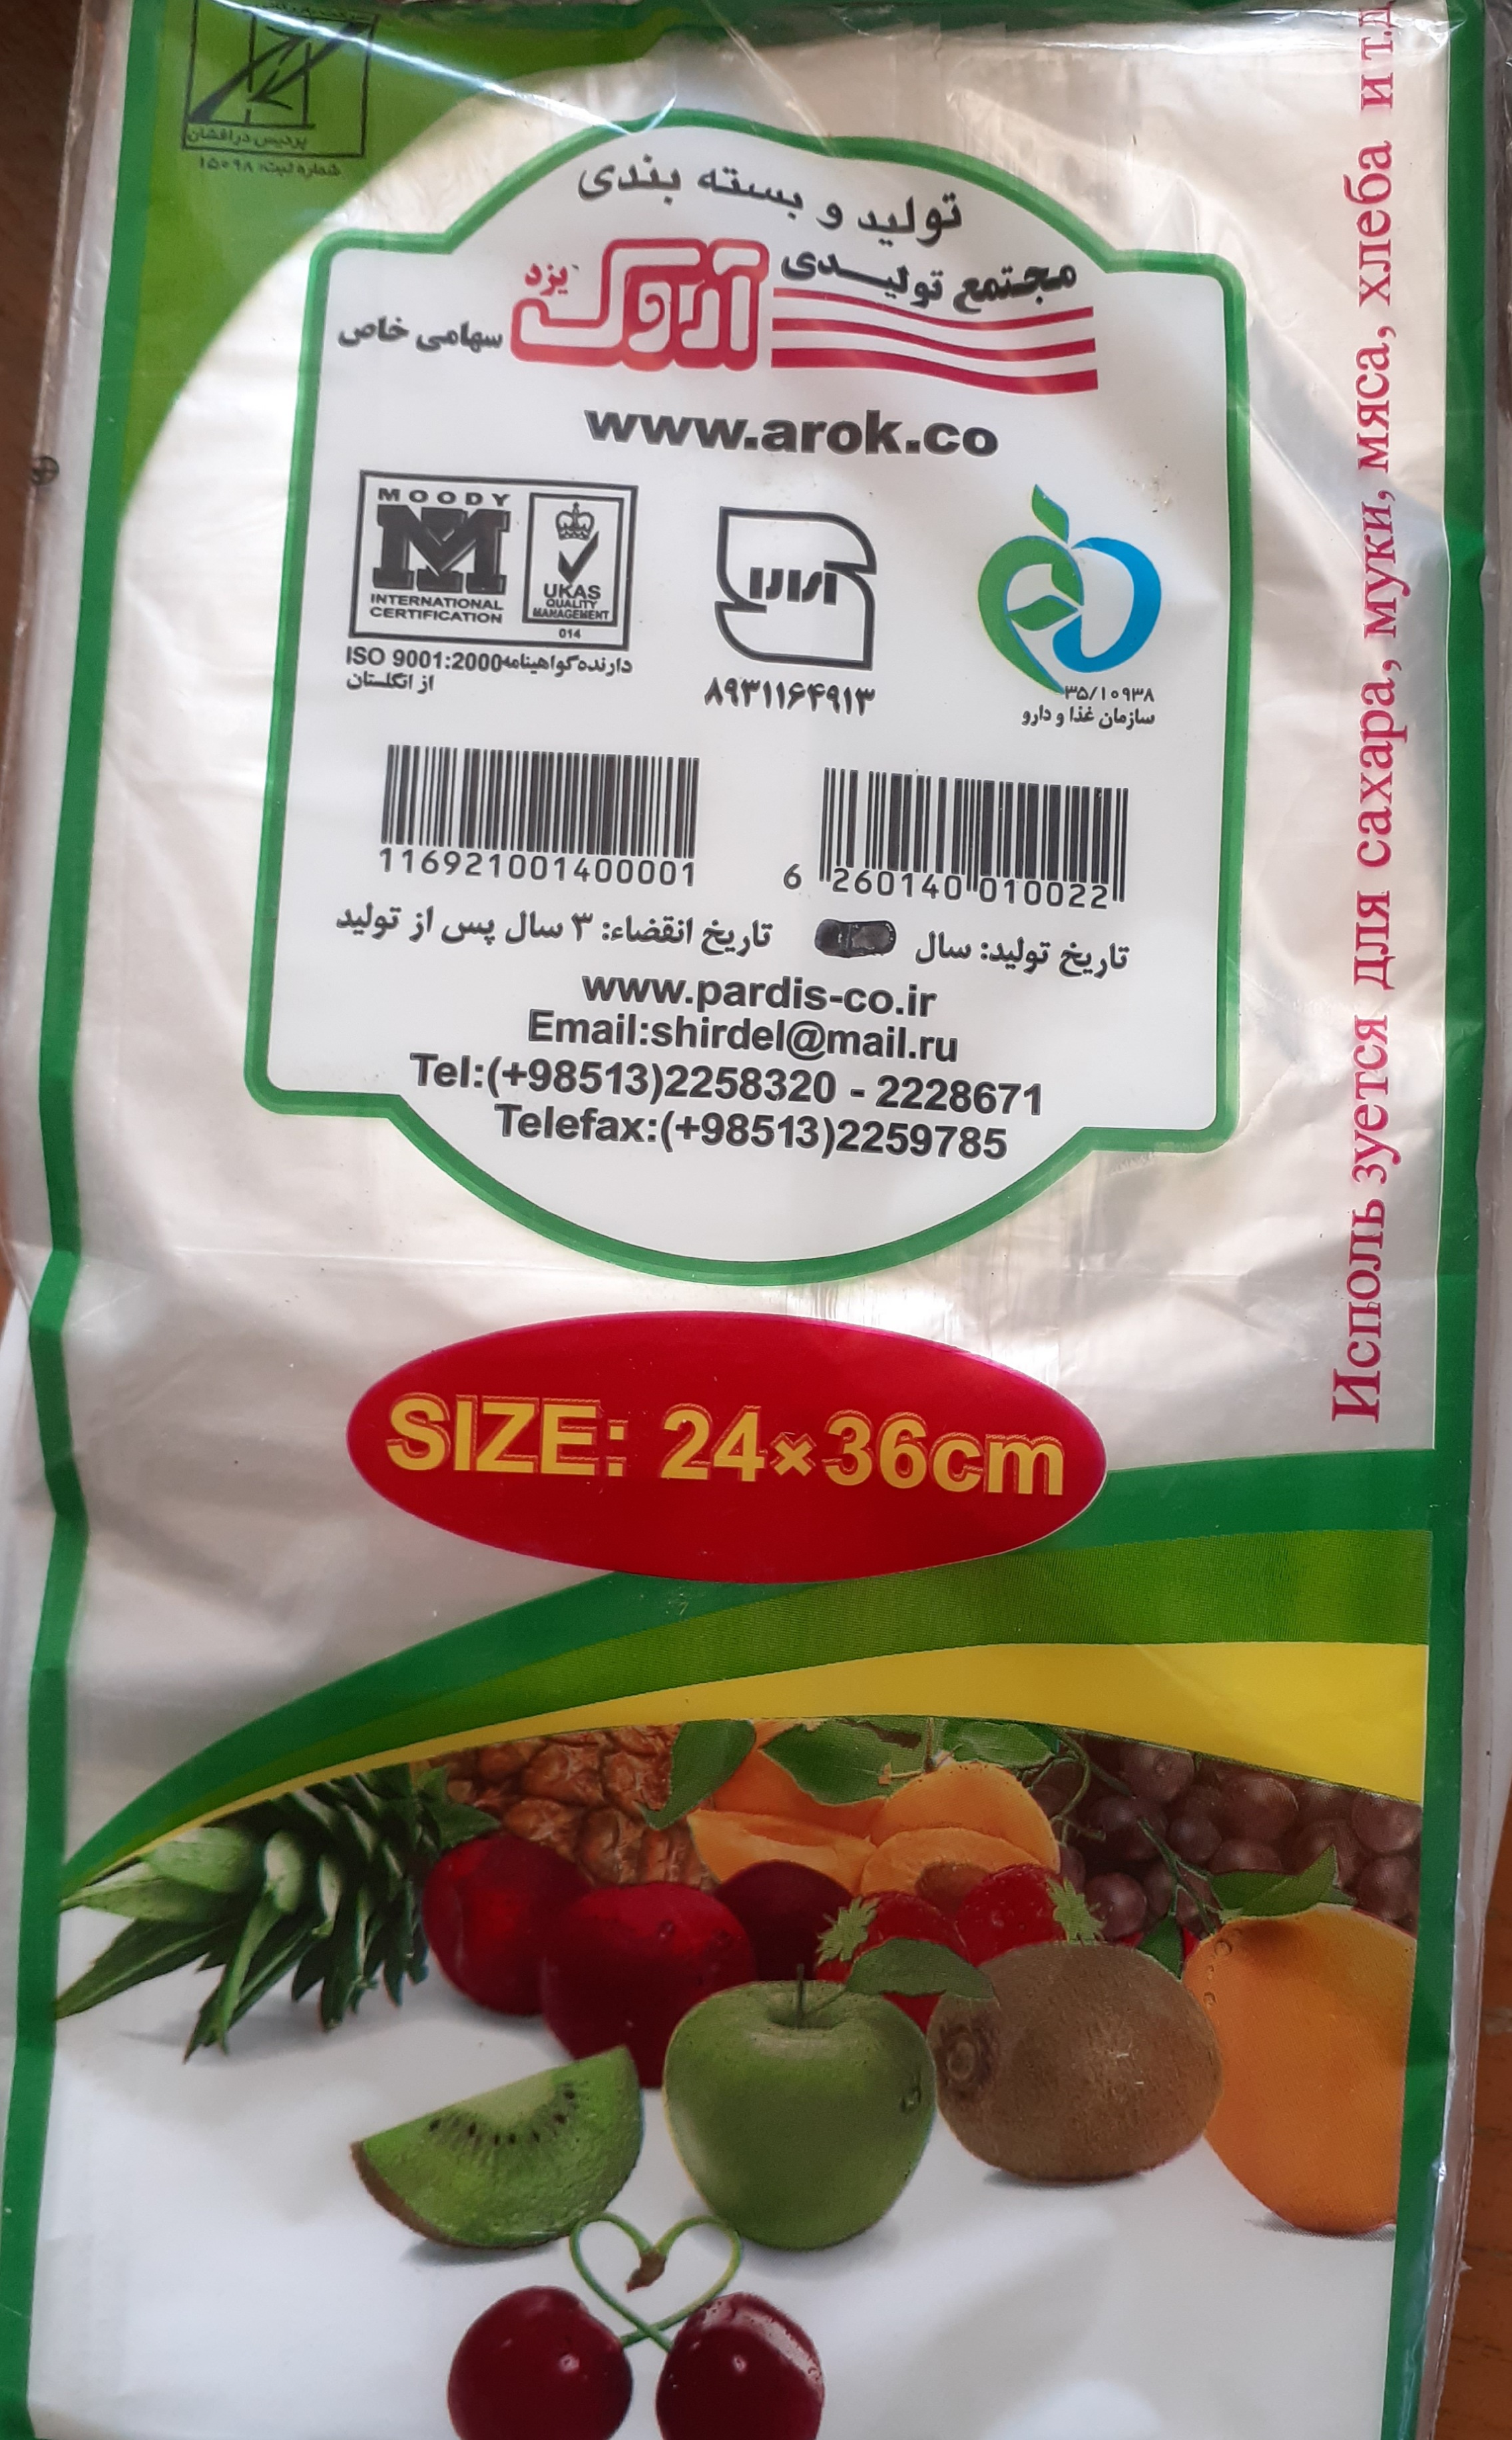 پردیس درافشان
شماره ثبت: ۱۵۰۹۸
تولید و بسته بندی
مجتمع تولیدی
آروک
یزد
سهامی خاص
www.arok.co
MOODY
INTERNATIONAL
CERTIFICATION
UKAS
QUALITY
MANAGEMENT
014
دارنده گواهینامه ISO 9001:2000
از انگلستان
۸۹۳۱۱۶۴۹۱۳
۳۵/۱۰۹۳۸
سازمان غذا و دارو
116921001400001
6 260140 010022
تاریخ تولید: سال
تاریخ انقضاء: ۳ سال پس از تولید
www.pardis-co.ir
Email:shirdel@mail.ru
Tel:(+98513)2258320 - 2228671
Telefax:(+98513)2259785
Исполь зуется для сахара, муки, мяса, хлеба и т.д
SIZE: 24×36cm